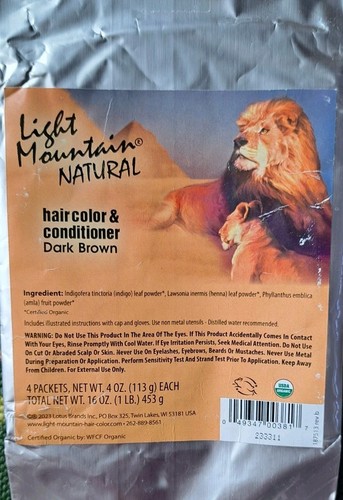 Light
Mountain®
NATURAL
hair color &
conditioner
Dark Brown
Ingredient: Indigofera tinctoria (indigo) leaf powder*, Lawsonia inermis (henna) leaf powder*, Phyllanthus emblica
(amla) fruit powder*
*Certified Organic
Includes illustrated instructions with cap and gloves. Use non metal utensils - Distilled water recommended.
WARNING: Do Not Use This Product In The Area Of The Eyes. If This Product Accidentally Comes In Contact
With Your Eyes, Rinse Promptly With Cool Water. If Eye Irritation Persists, Seek Medical Attention. Do Not Use
On Cut Or Abraded Scalp Or Skin. Never Use On Eyelashes, Eyebrows, Beards Or Mustaches. Never Use Metal
During Preparation Or Application. Perform Sensitivity Test And Strand Test Prior To Application. Keep Away
From Children. For External Use Only.
4 PACKETS, NET WT. 4 OZ. (113 g) EACH
TOTAL NET WT. 16 OZ. (1 LB.) 453 g
© 2023 Lotus Brands Inc., PO Box 325, Twin Lakes, WI 53181 USA
www.light-mountain-hair-color.com • 262-889-8561
Certified Organic by: WFCF Organic
USDA
ORGANIC
49347 00381
233311